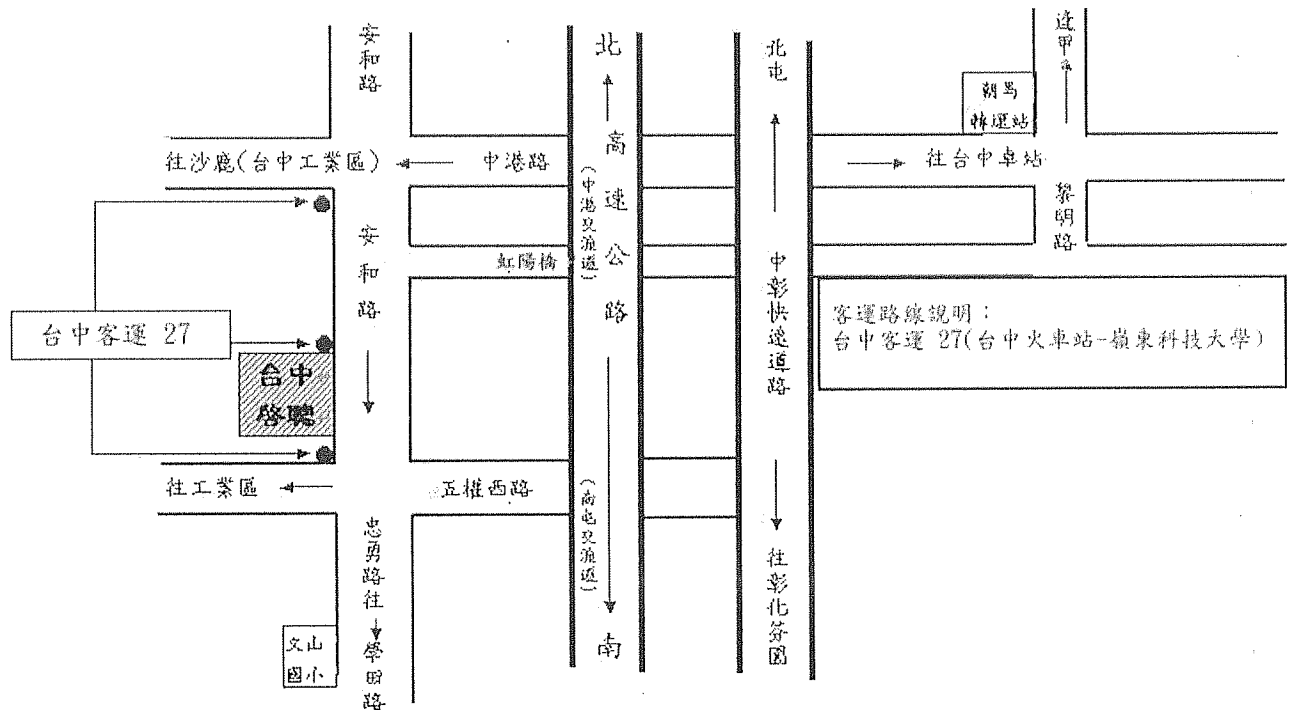 安和路
北
北屯
逢甲
朝馬
轉運站
高速公路
往沙鹿(台中工業區)
中港路
往台中車站
(中港交流道)
黎明路
安和路
虹陽橋
中彰快速道路
台中客運 27
客運路線說明：
台中客運 27(台中火車站-嶺東科技大學)
台中
啓聰
往工業區
五權西路
(南屯交流道)
忠勇路往
學田路
往彰化芬園
南
文山
國小